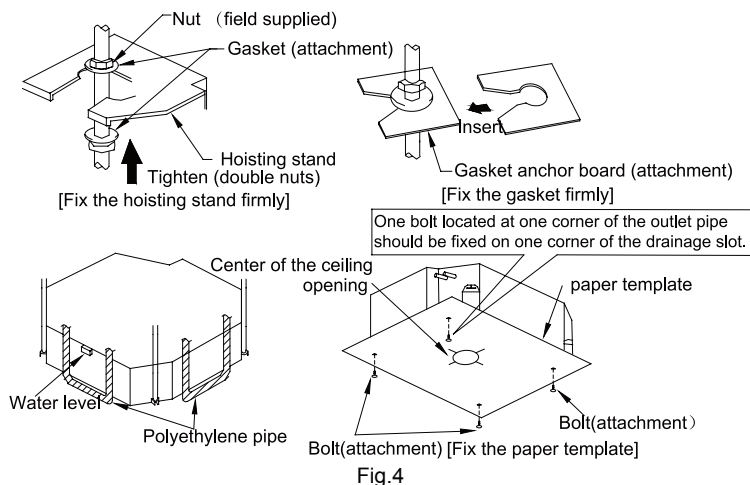 Nut （field supplied）
Gasket (attachment)
Hoisting stand
Tighten (double nuts)
[Fix the hoisting stand firmly]
Insert
Gasket anchor board (attachment)
[Fix the gasket firmly]
One bolt located at one corner of the outlet pipe
should be fixed on one corner of the drainage slot.
Center of the ceiling
opening
paper template
Water level
Polyethylene pipe
Bolt(attachment)
Bolt(attachment）
[Fix the paper template]
Fig.4